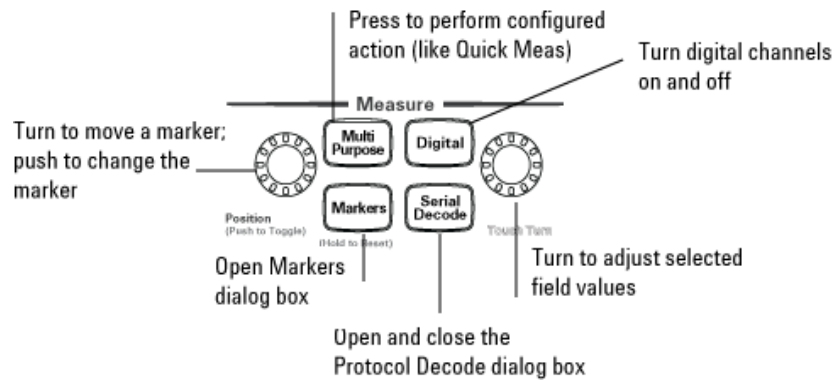 Press to perform configured
action (like Quick Meas)
Turn digital channels
on and off
Measure
Turn to move a marker;
push to change the
marker
Multi
Purpose
Digital
Markers
Serial
Decode
Position
(Push to Toggle)
(Hold to Reset)
Touch Turn
Open Markers
dialog box
Turn to adjust selected
field values
Open and close the
Protocol Decode dialog box